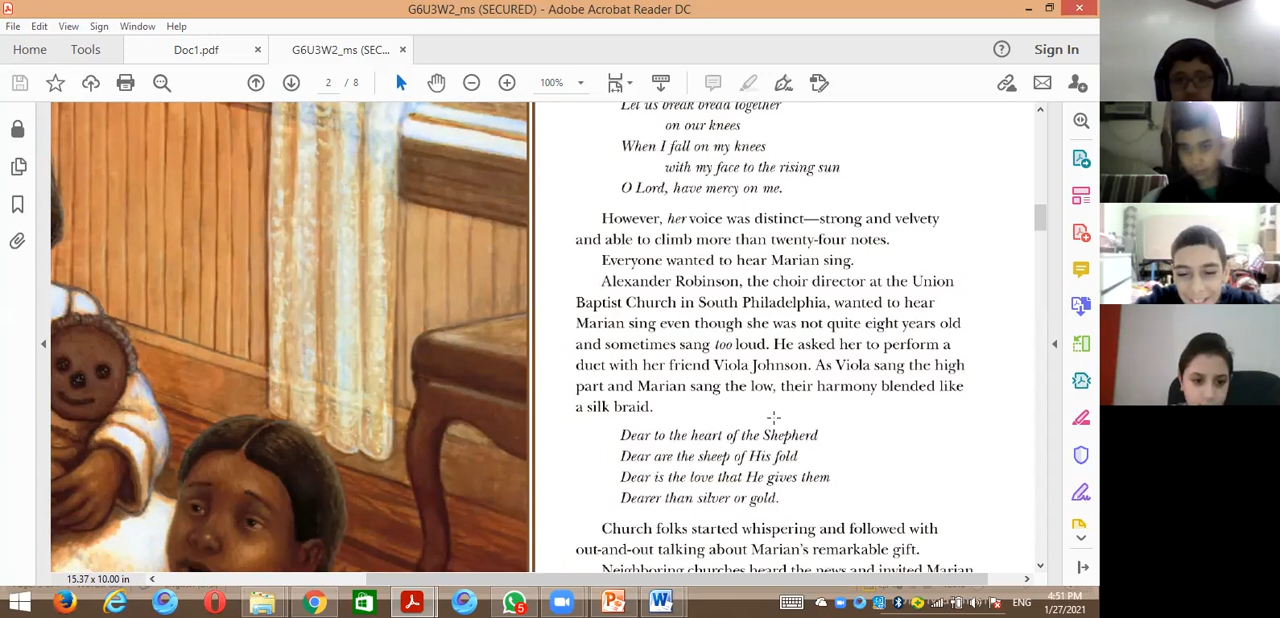 G6U3W2_ms (SECURED) - Adobe Acrobat Reader DC
File Edit View Sign Window Help
Home Tools Doc1.pdf × G6U3W2_ms (SEC... × Sign In
2 / 8 100%
Let us break bread together
on our knees
When I fall on my knees
with my face to the rising sun
O Lord, have mercy on me.
However, her voice was distinct—strong and velvety
and able to climb more than twenty-four notes.
Everyone wanted to hear Marian sing.
Alexander Robinson, the choir director at the Union
Baptist Church in South Philadelphia, wanted to hear
Marian sing even though she was not quite eight years old
and sometimes sang too loud. He asked her to perform a
duet with her friend Viola Johnson. As Viola sang the high
part and Marian sang the low, their harmony blended like
a silk braid.
Dear to the heart of the Shepherd
Dear are the sheep of His fold
Dear is the love that He gives them
Dearer than silver or gold.
Church folks started whispering and followed with
out-and-out talking about Marian's remarkable gift.
Neighboring churches heard the news and invited Marian
15.37 x 10.00 in
5
ENG
4:51 PM
1/27/2021